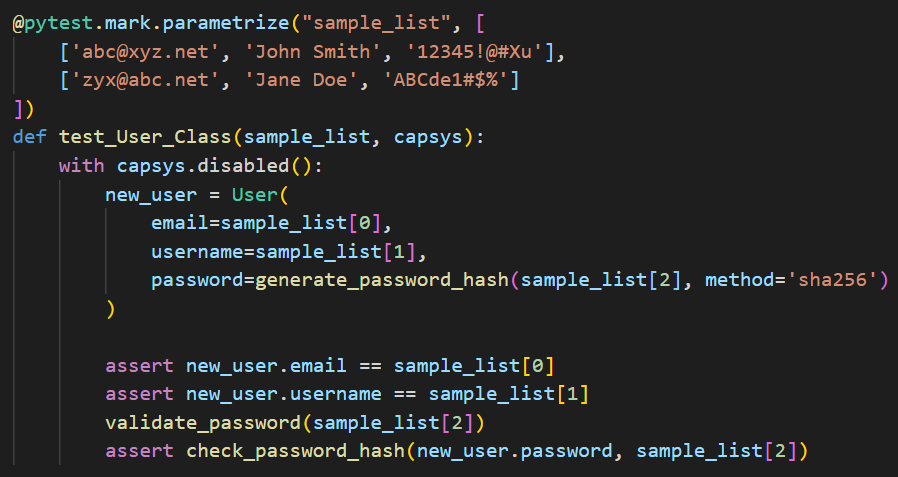 @pytest.mark.parametrize("sample_list", [
    ['abc@xyz.net', 'John Smith', '12345!@#Xu'],
    ['zyx@abc.net', 'Jane Doe', 'ABCde1#$%']
])
def test_User_Class(sample_list, capsys):
    with capsys.disabled():
        new_user = User(
            email=sample_list[0],
            username=sample_list[1],
            password=generate_password_hash(sample_list[2], method='sha256')
        )

        assert new_user.email == sample_list[0]
        assert new_user.username == sample_list[1]
        validate_password(sample_list[2])
        assert check_password_hash(new_user.password, sample_list[2])